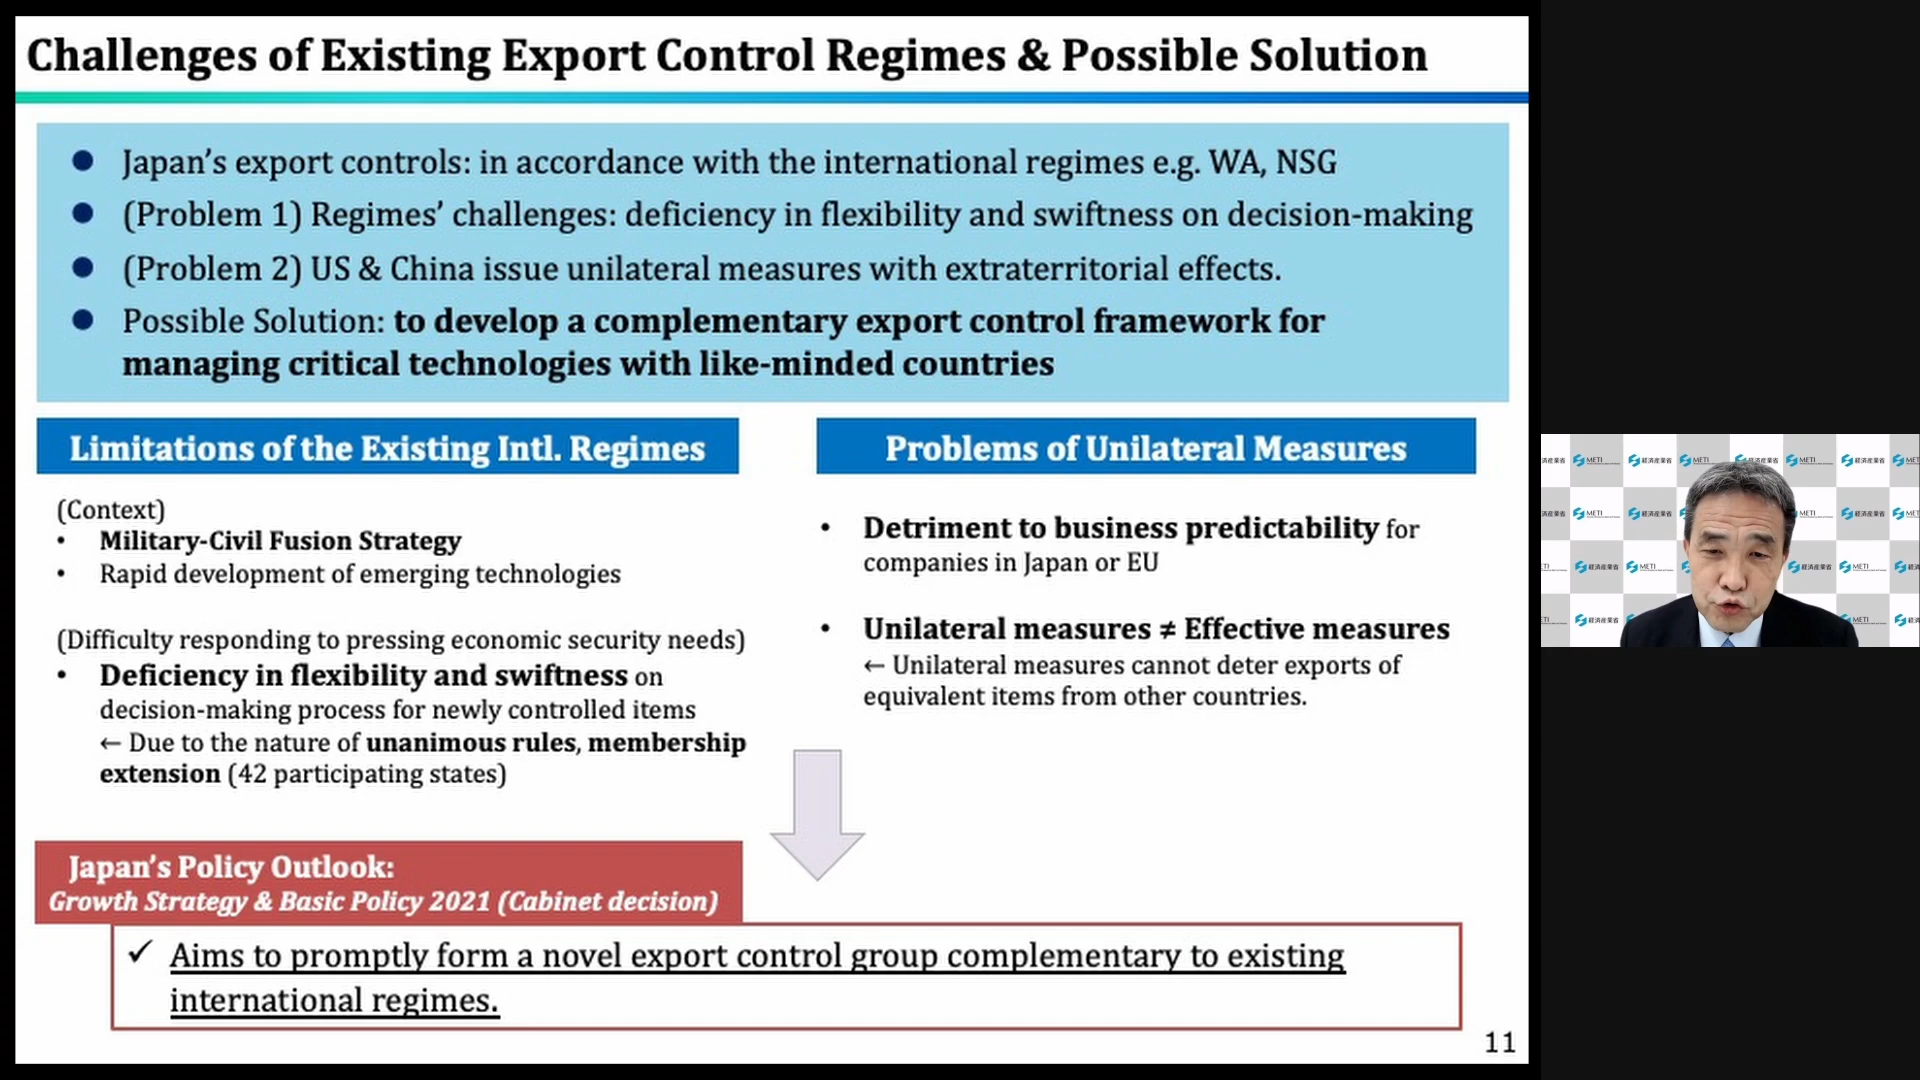 Challenges of Existing Export Control Regimes & Possible Solution
● Japan's export controls: in accordance with the international regimes e.g. WA, NSG
● (Problem 1) Regimes' challenges: deficiency in flexibility and swiftness on decision-making
● (Problem 2) US & China issue unilateral measures with extraterritorial effects.
● Possible Solution: to develop a complementary export control framework for
managing critical technologies with like-minded countries
Limitations of the Existing Intl. Regimes
(Context)
• Military-Civil Fusion Strategy
• Rapid development of emerging technologies
(Difficulty responding to pressing economic security needs)
• Deficiency in flexibility and swiftness on
decision-making process for newly controlled items
← Due to the nature of unanimous rules, membership
extension (42 participating states)
Problems of Unilateral Measures
• Detriment to business predictability for
companies in Japan or EU
• Unilateral measures ≠ Effective measures
← Unilateral measures cannot deter exports of
equivalent items from other countries.
Japan's Policy Outlook:
Growth Strategy & Basic Policy 2021 (Cabinet decision)
✓ Aims to promptly form a novel export control group complementary to existing
international regimes.
11
METI
経済産業省